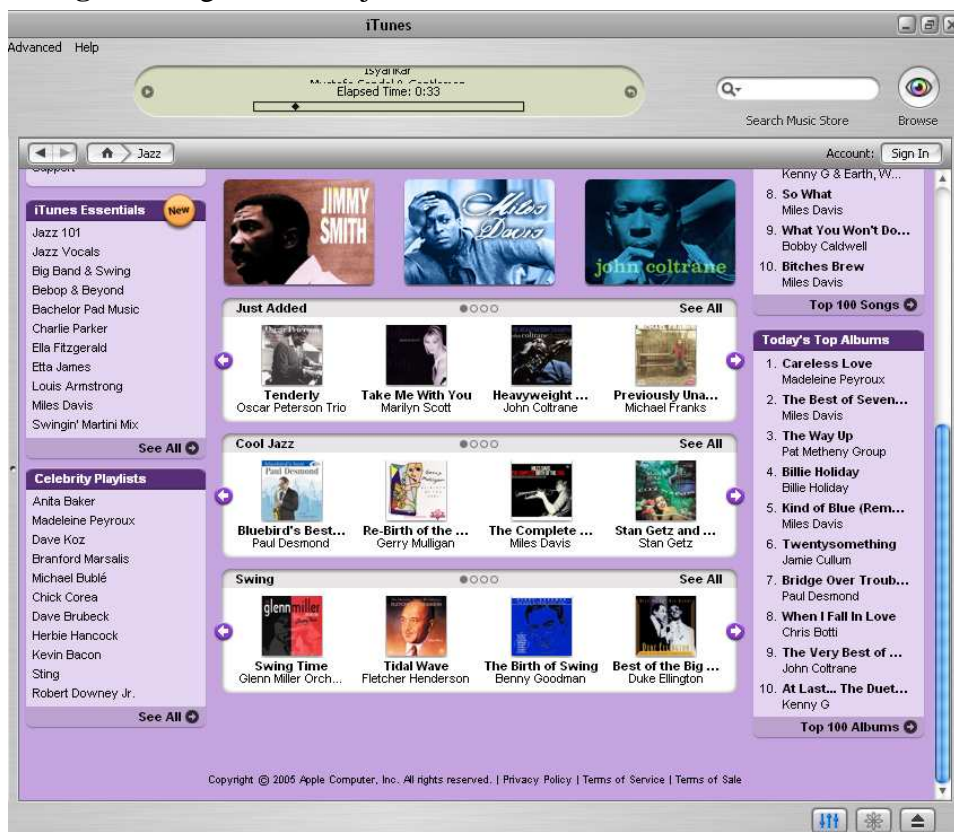 iTunes
Advanced Help
Isyankar
Mustafa Sandal & Gentleman
Elapsed Time: 0:33
Search Music Store
Browse
Jazz
Account: Sign In
Support
iTunes Essentials New
Jazz 101
Jazz Vocals
Big Band & Swing
Bebop & Beyond
Bachelor Pad Music
Charlie Parker
Ella Fitzgerald
Etta James
Louis Armstrong
Miles Davis
Swingin' Martini Mix
See All
Celebrity Playlists
Anita Baker
Madeleine Peyroux
Dave Koz
Branford Marsalis
Michael Bublé
Chick Corea
Dave Brubeck
Herbie Hancock
Kevin Bacon
Sting
Robert Downey Jr.
See All
JIMMY
SMITH
Miles
Davis
john coltrane
Just Added See All
Tenderly
Oscar Peterson Trio
Take Me With You
Marilyn Scott
Heavyweight ...
John Coltrane
Previously Una...
Michael Franks
Cool Jazz See All
Paul Desmond
Bluebird's Best...
Paul Desmond
Re-Birth of the ...
Gerry Mulligan
The Complete ...
Miles Davis
Stan Getz and ...
Stan Getz
Swing See All
glenn miller
Swing Time
Glenn Miller Orch...
Tidal Wave
Fletcher Henderson
The Birth of Swing
Benny Goodman
Best of the Big ...
Duke Ellington
Kenny G & Earth, W...
8. So What
Miles Davis
9. What You Won't Do...
Bobby Caldwell
10. Bitches Brew
Miles Davis
Top 100 Songs
Today's Top Albums
1. Careless Love
Madeleine Peyroux
2. The Best of Seven...
Miles Davis
3. The Way Up
Pat Metheny Group
4. Billie Holiday
Billie Holiday
5. Kind of Blue (Rem...
Miles Davis
6. Twentysomething
Jamie Cullum
7. Bridge Over Troub...
Paul Desmond
8. When I Fall In Love
Chris Botti
9. The Very Best of ...
John Coltrane
10. At Last... The Duet...
Kenny G
Top 100 Albums
Copyright © 2005 Apple Computer, Inc. All rights reserved. | Privacy Policy | Terms of Service | Terms of Sale